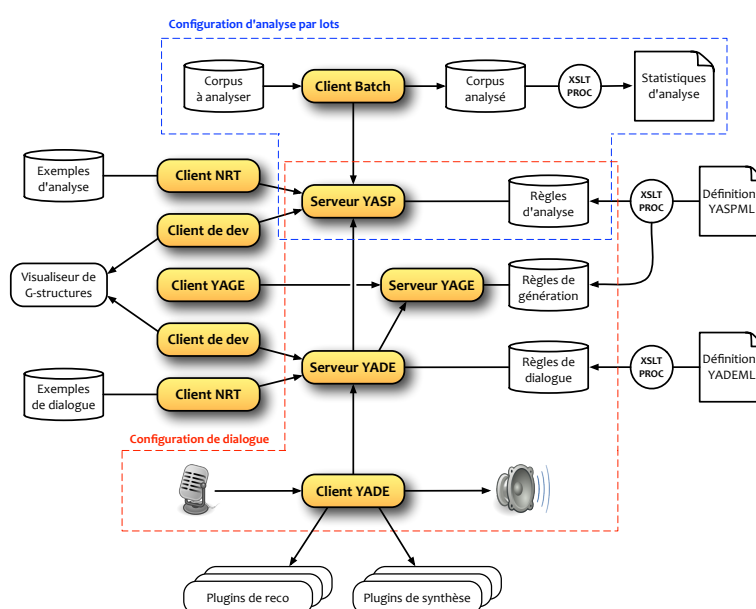 Configuration d'analyse par lots
Corpus
à analyser
Client Batch
Corpus
analysé
XSLT
PROC
Statistiques
d'analyse
Exemples
d'analyse
Client NRT
Serveur YASP
Règles
d'analyse
XSLT
PROC
Définition
YASPML
Client de dev
Visualiseur de
G-structures
Client YAGE
Serveur YAGE
Règles de
génération
Client de dev
Serveur YADE
Règles de
dialogue
XSLT
PROC
Définition
YADEML
Exemples
de dialogue
Client NRT
Configuration de dialogue
Client YADE
Plugins de reco
Plugins de synthèse